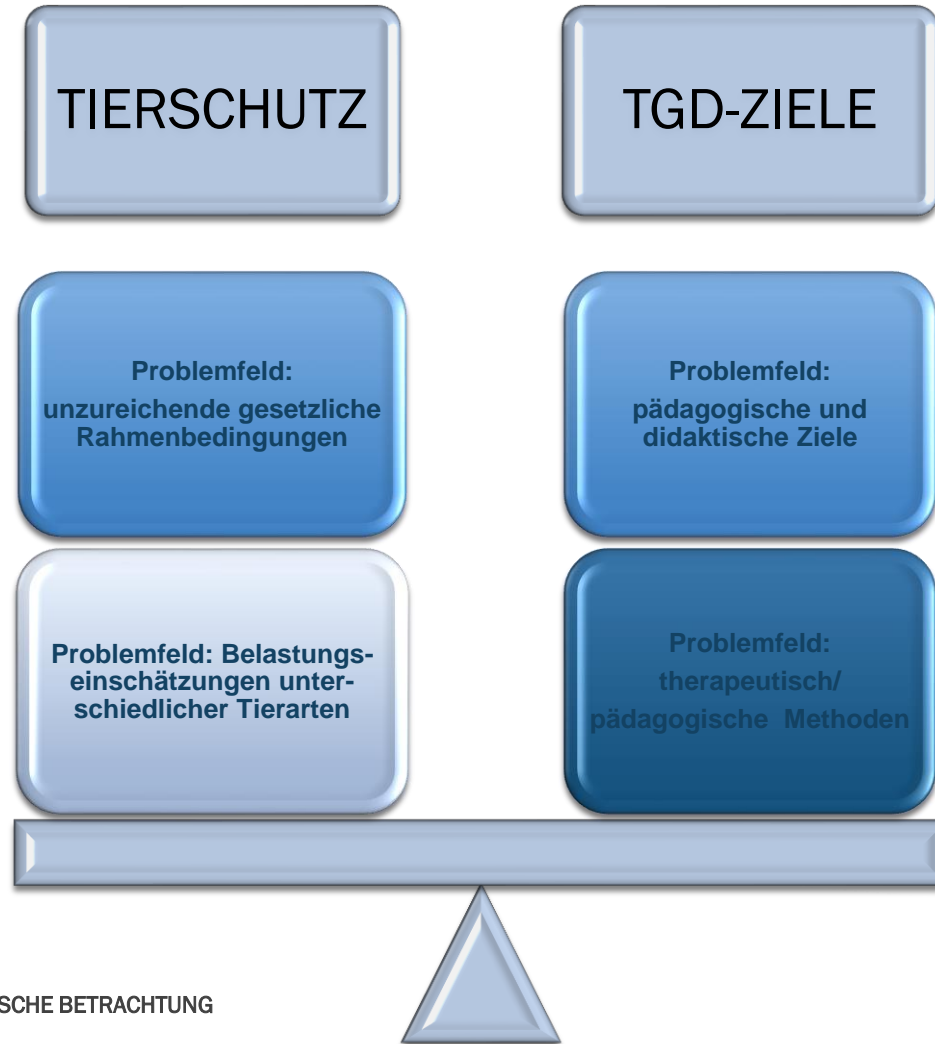 TIERSCHUTZ
TGD-ZIELE
Problemfeld:
unzureichende gesetzliche
Rahmenbedingungen
Problemfeld:
pädagogische und
didaktische Ziele
Problemfeld: Belastungs-
einschätzungen unter-
schiedlicher Tierarten
Problemfeld:
therapeutisch/
pädagogische Methoden
SCHE BETRACHTUNG